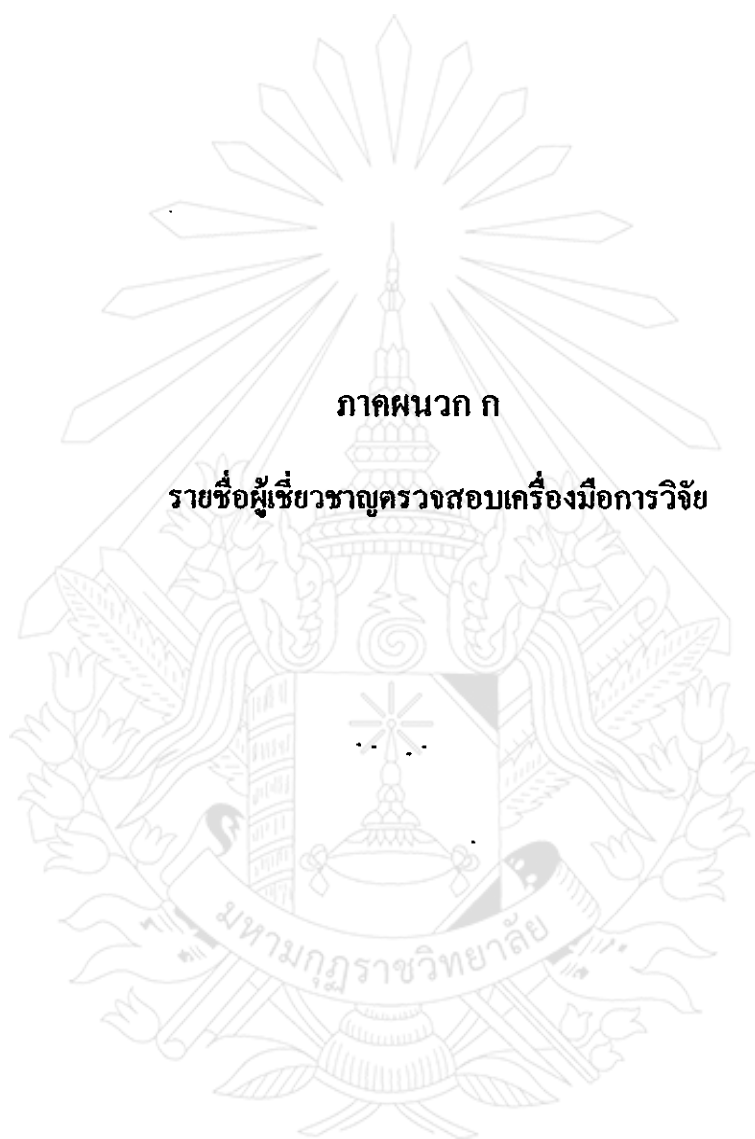 ภาคผนวก ก
รายชื่อผู้เชี่ยวชาญตรวจสอบเครื่องมือการวิจัย
มหามกุฏราชวิทยาลัย